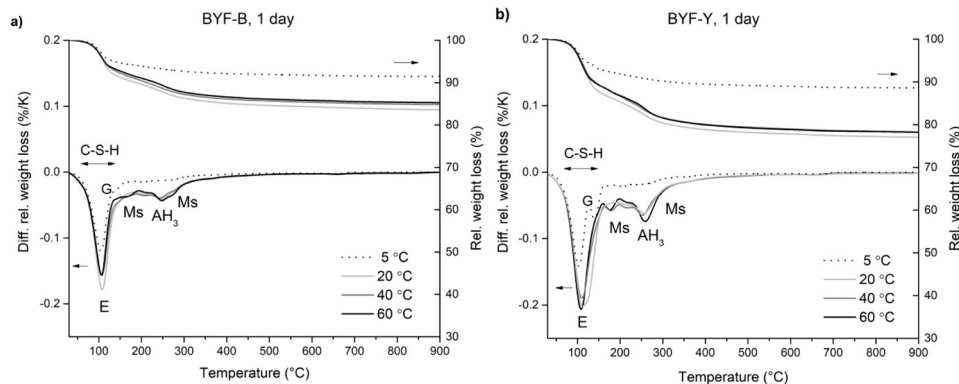 a)
BYF-B, 1 day
0.2
0.1
0.0
-0.1
-0.2
Diff. rel. weight loss (%/K)
100
90
80
70
60
50
40
30
Rel. weight loss (%)
C-S-H
G
Ms
AH3
Ms
E
5 °C
20 °C
40 °C
60 °C
100 200 300 400 500 600 700 800 900
Temperature (°C)
b)
BYF-Y, 1 day
0.2
0.1
0.0
-0.1
-0.2
Diff. rel. weight loss (%/K)
100
90
80
70
60
50
40
30
Rel. weight loss (%)
C-S-H
G
Ms
AH3
Ms
E
5 °C
20 °C
40 °C
60 °C
100 200 300 400 500 600 700 800 900
Temperature (°C)